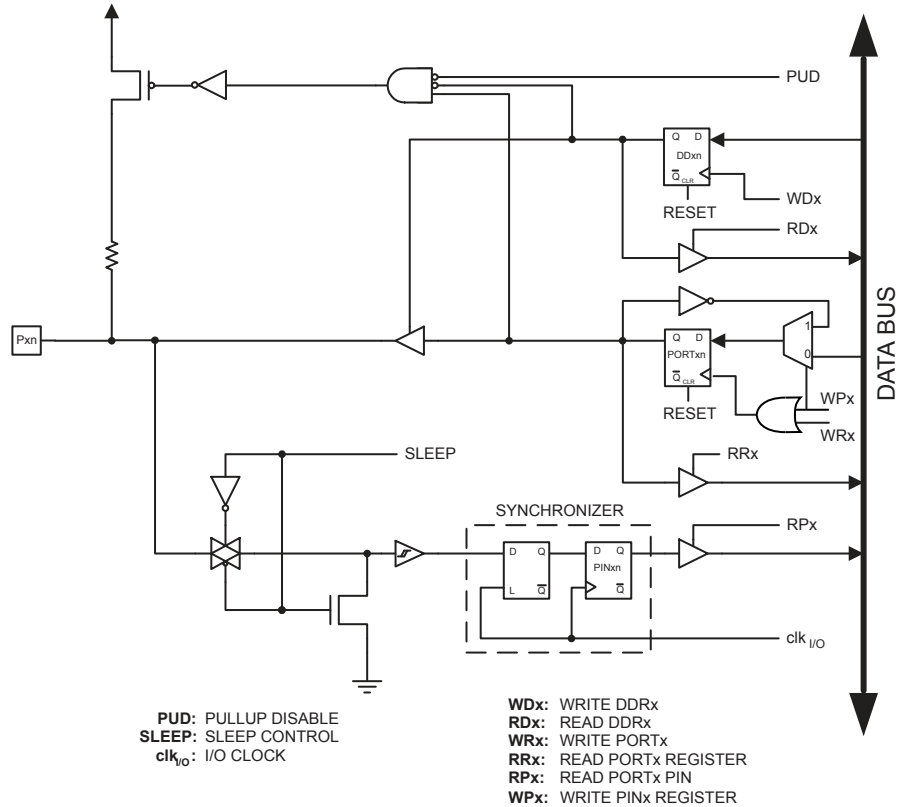 PUD
Q D
DDxn
Q CLR
WDx
RESET
RDx
Pxn
1
Q D
PORTxn
0
Q CLR
DATA BUS
WPx
RESET
WRx
SLEEP
RRx
SYNCHRONIZER
RPx
D Q D Q
PINxn
L Q Q
clk I/O
PUD: PULLUP DISABLE
SLEEP: SLEEP CONTROL
clkI/O: I/O CLOCK
WDx: WRITE DDRx
RDx: READ DDRx
WRx: WRITE PORTx
RRx: READ PORTx REGISTER
RPx: READ PORTx PIN
WPx: WRITE PINx REGISTER